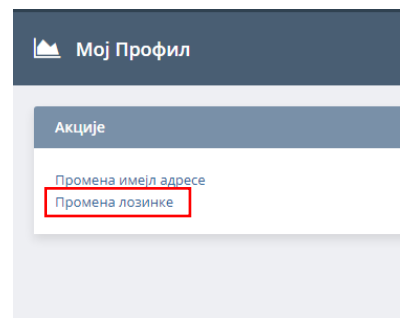 Мој Профил
Акције
Промена имејл адресе
Промена лозинке